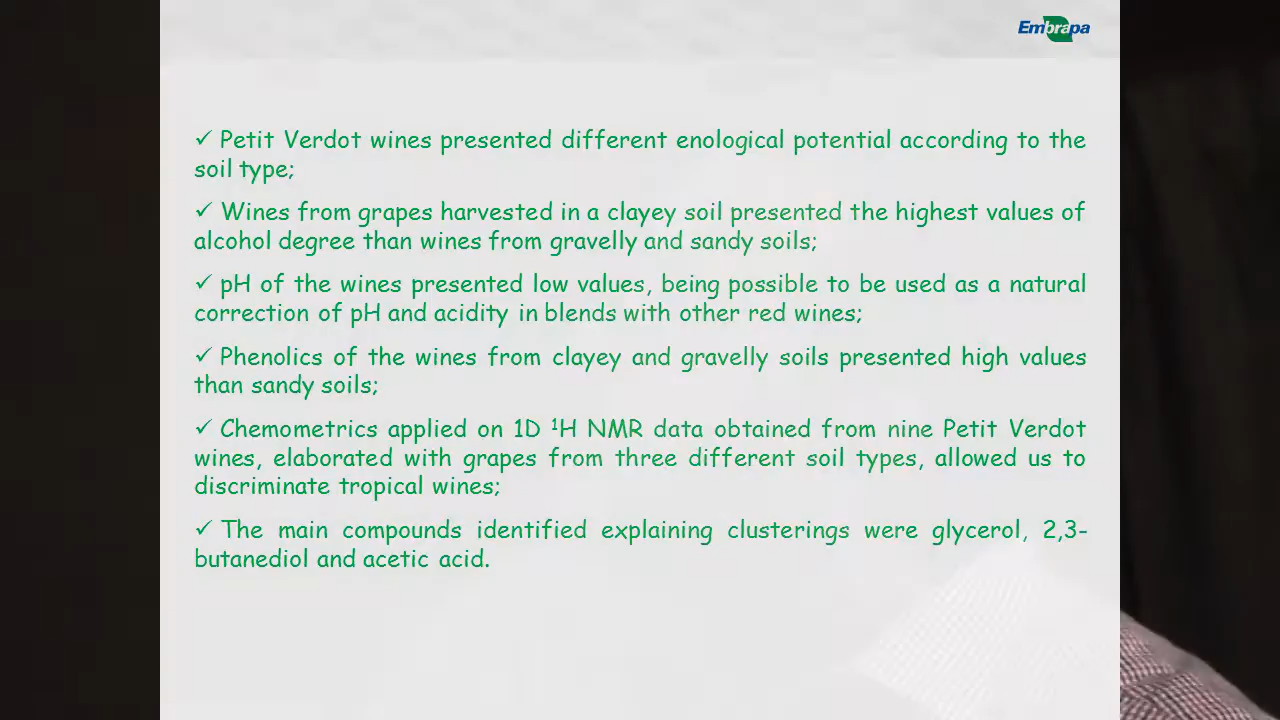 Embrapa
✓ Petit Verdot wines presented different enological potential according to the
soil type;
✓ Wines from grapes harvested in a clayey soil presented the highest values of
alcohol degree than wines from gravelly and sandy soils;
✓ pH of the wines presented low values, being possible to be used as a natural
correction of pH and acidity in blends with other red wines;
✓ Phenolics of the wines from clayey and gravelly soils presented high values
than sandy soils;
✓ Chemometrics applied on 1D ¹H NMR data obtained from nine Petit Verdot
wines, elaborated with grapes from three different soil types, allowed us to
discriminate tropical wines;
✓ The main compounds identified explaining clusterings were glycerol, 2,3-
butanediol and acetic acid.